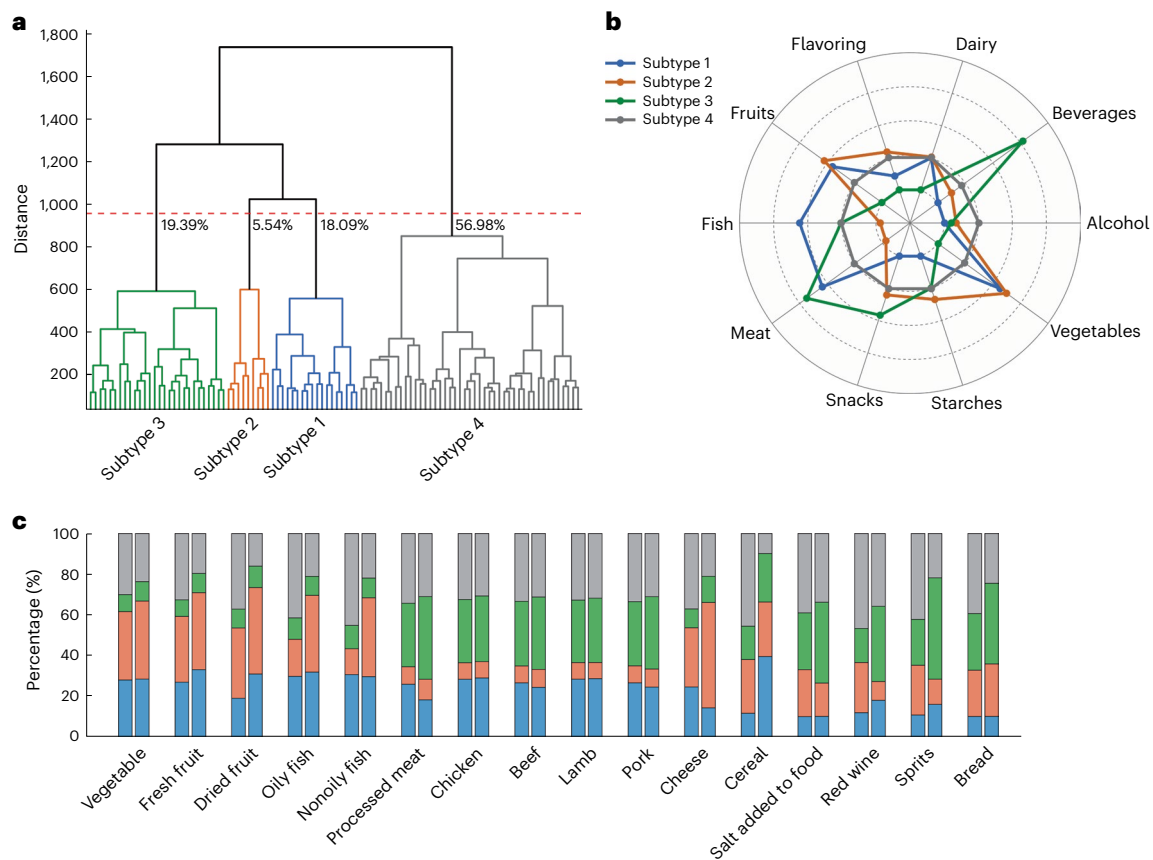 a
1,800
1,600
1,400
1,200
1,000
800
600
400
200
Distance
19.39%
5.54%
18.09%
56.98%
Subtype 3
Subtype 2
Subtype 1
Subtype 4
b
Subtype 1
Subtype 2
Subtype 3
Subtype 4
Flavoring
Dairy
Fruits
Beverages
Fish
Alcohol
Meat
Vegetables
Snacks
Starches
c
100
80
60
40
20
0
Percentage (%)
Vegetable
Fresh fruit
Dried fruit
Oily fish
Nonoily fish
Processed meat
Chicken
Beef
Lamb
Pork
Cheese
Cereal
Salt added to food
Red wine
Sprits
Bread